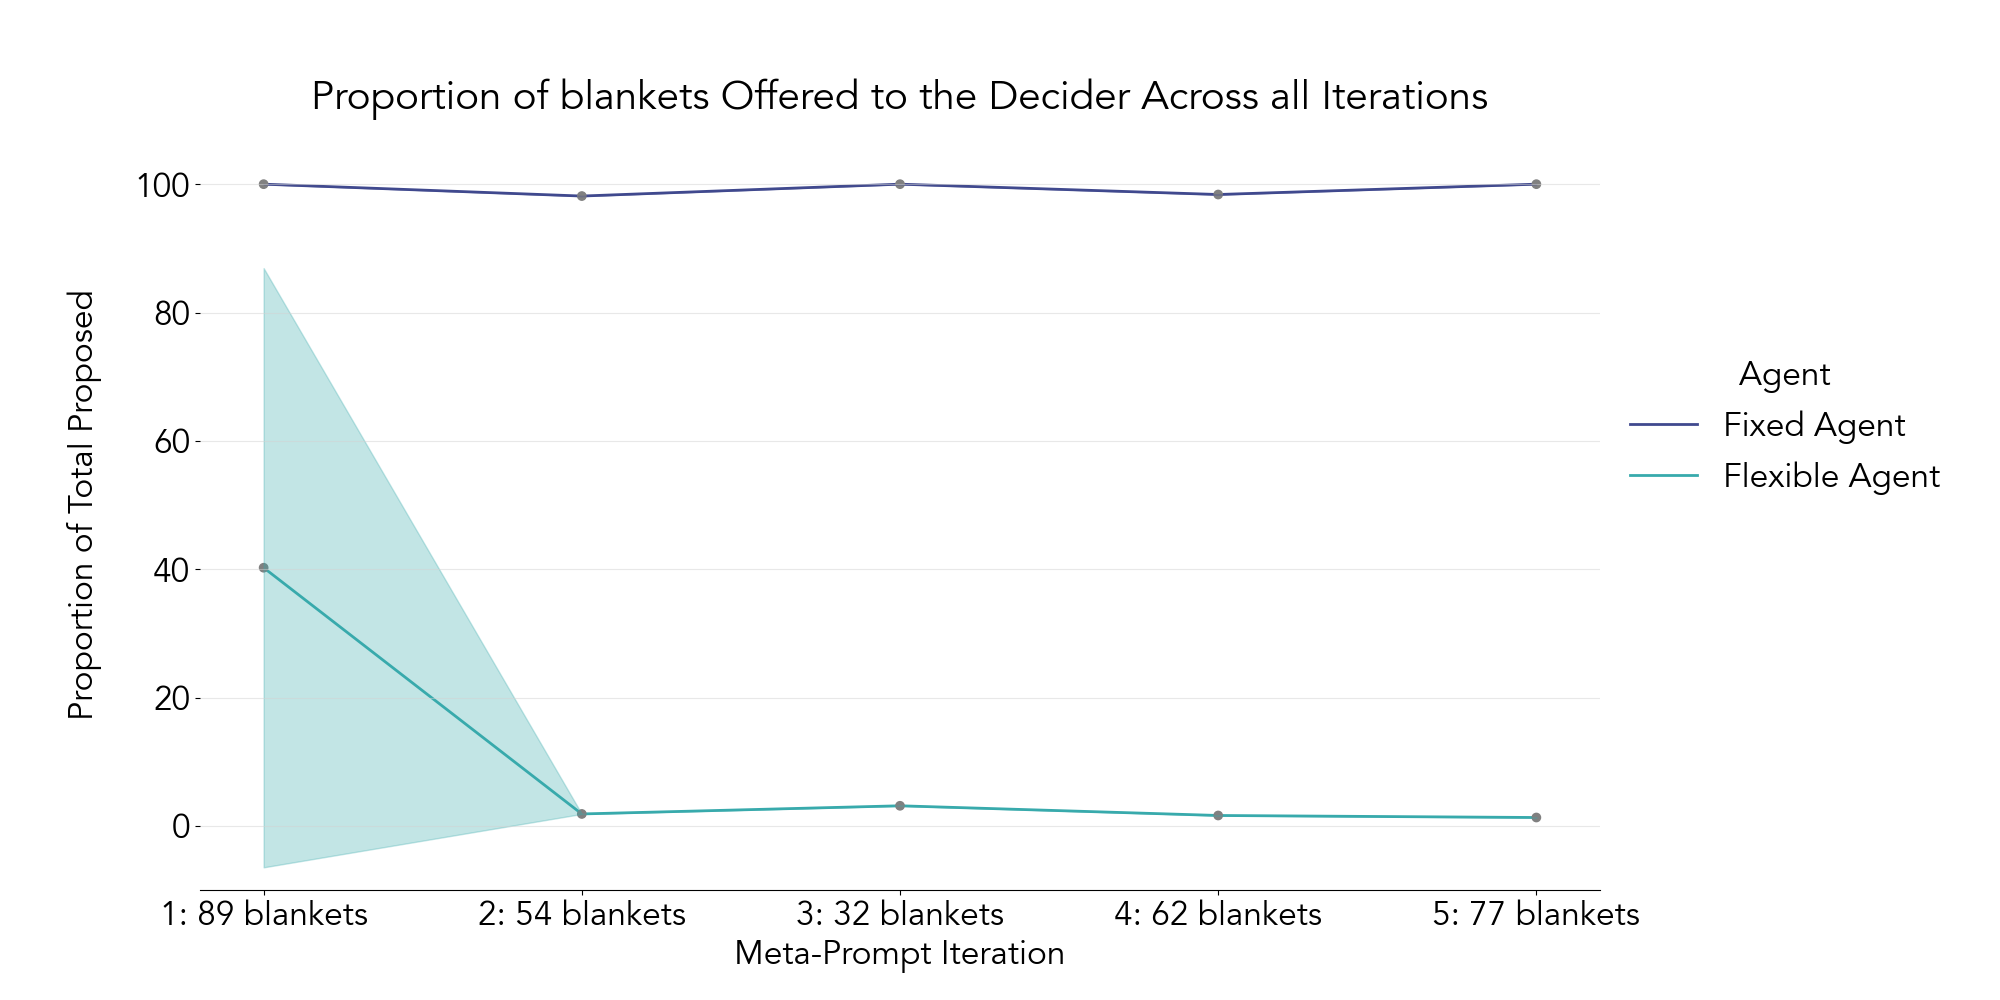 Proportion of blankets Offered to the Decider Across all Iterations
Proportion of Total Proposed
100
80
60
40
20
0
1: 89 blankets
2: 54 blankets
3: 32 blankets
4: 62 blankets
5: 77 blankets
Meta-Prompt Iteration
Agent
Fixed Agent
Flexible Agent